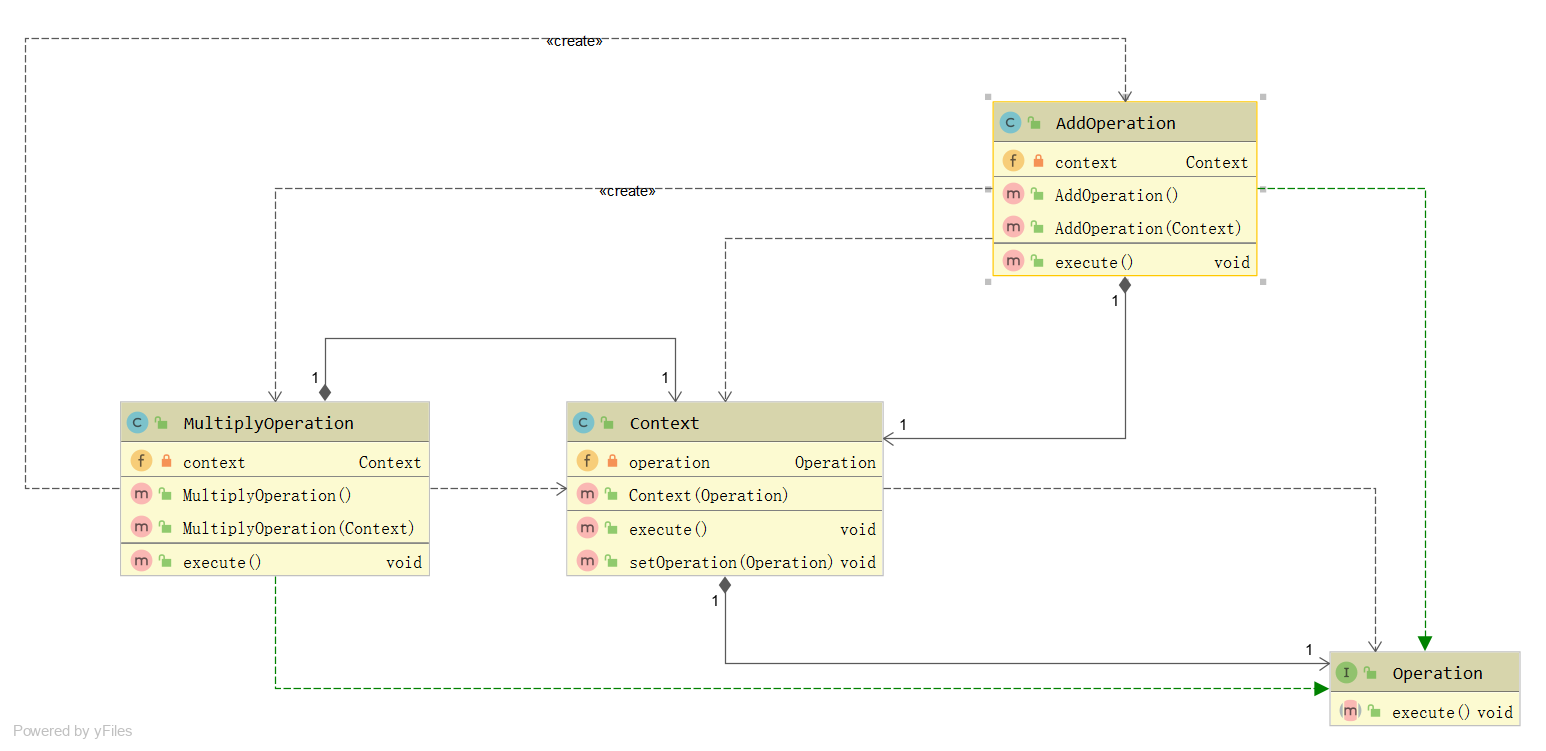 «create»
C AddOperation
f context Context
«create»
m AddOperation()
m AddOperation(Context)
m execute() void
1
1
1
1
C MultiplyOperation
f context Context
m MultiplyOperation()
m MultiplyOperation(Context)
m execute() void
C Context
f operation Operation
m Context(Operation)
m execute() void
m setOperation(Operation) void
1
1
I Operation
m execute() void
Powered by yFiles